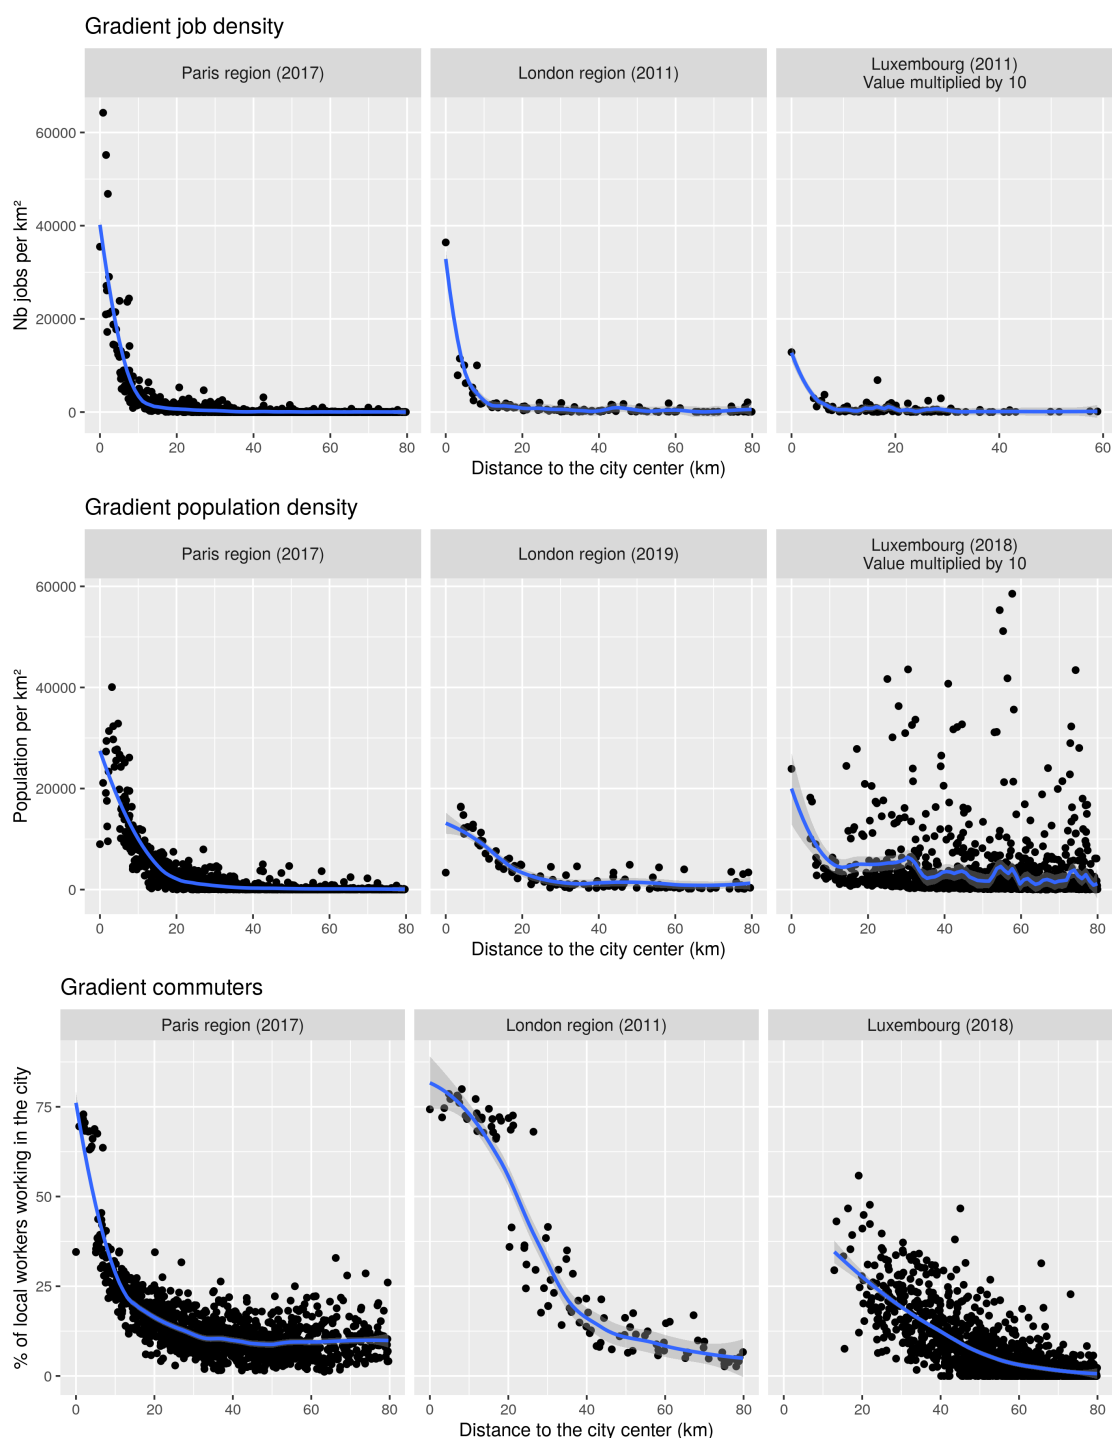 Gradient job density
Paris region (2017)
London region (2011)
Luxembourg (2011)
Value multiplied by 10
Nb jobs per km²
60000
40000
20000
0
0 20 40 60 80
0 20 40 60 80
0 20 40 60
Distance to the city center (km)
Gradient population density
Paris region (2017)
London region (2019)
Luxembourg (2018)
Value multiplied by 10
Population per km²
60000
40000
20000
0
0 20 40 60 80
0 20 40 60 80
0 20 40 60 80
Distance to the city center (km)
Gradient commuters
Paris region (2017)
London region (2011)
Luxembourg (2018)
% of local workers working in the city
75
50
25
0
0 20 40 60 80
0 20 40 60 80
0 20 40 60 80
Distance to the city center (km)